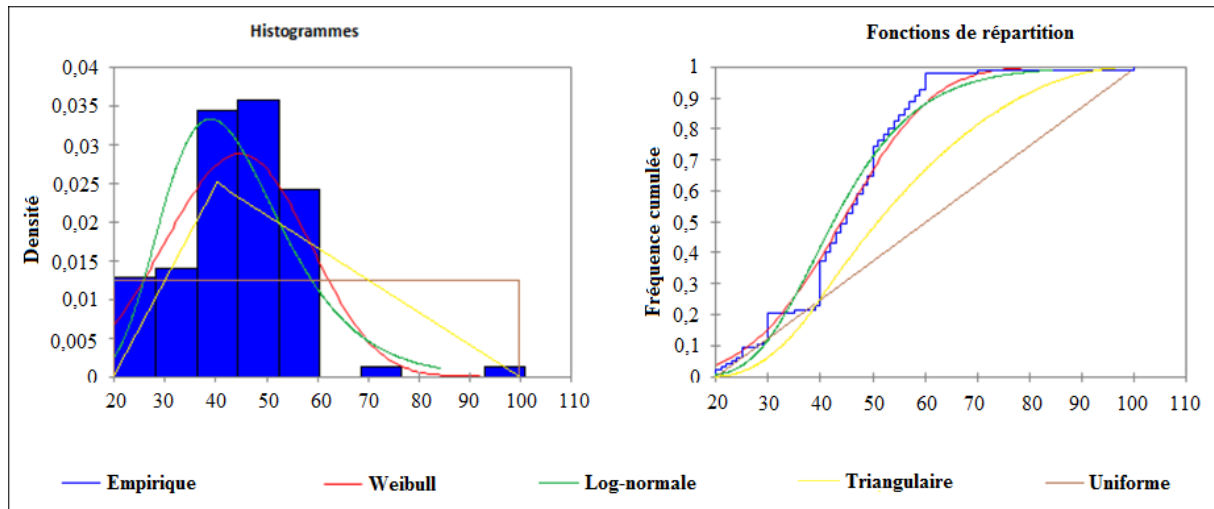 Histogrammes
Densité
0,04
0,035
0,03
0,025
0,02
0,015
0,01
0,005
0
20 30 40 50 60 70 80 90 100 110
Fonctions de répartition
Fréquence cumulée
1
0,9
0,8
0,7
0,6
0,5
0,4
0,3
0,2
0,1
0
20 30 40 50 60 70 80 90 100 110
Empirique Weibull Log-normale Triangulaire Uniforme